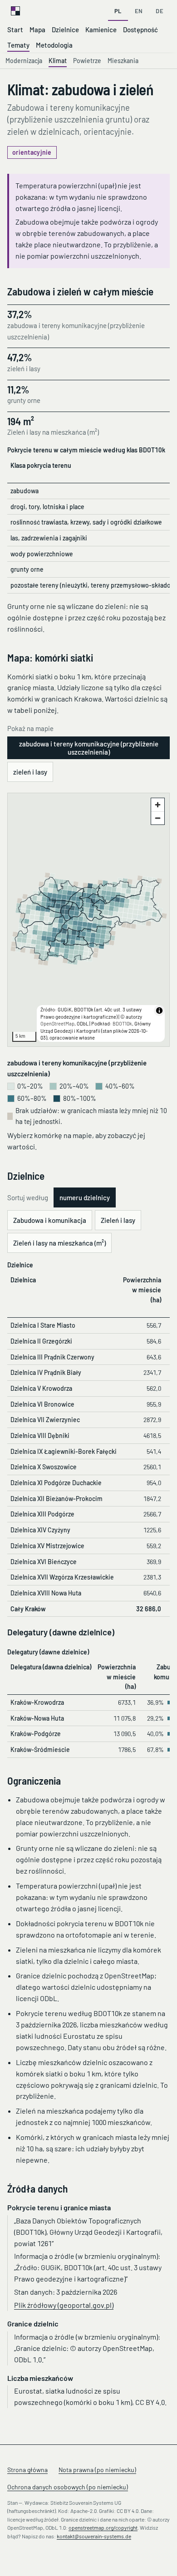 PL EN DE
Start Mapa Dzielnice Kamienice Dostępność
Tematy Metodologia
Modernizacja Klimat Powietrze Mieszkania
Klimat: zabudowa i zieleń
Zabudowa i tereny komunikacyjne
(przybliżenie uszczelnienia gruntu) oraz
zieleń w dzielnicach, orientacyjnie.
orientacyjnie
Temperatura powierzchni (upał) nie jest
pokazana: w tym wydaniu nie sprawdzono
otwartego źródła o jasnej licencji.
Zabudowa obejmuje także podwórza i ogrody
w obrębie terenów zabudowanych, a place
także place nieutwardzone. To przybliżenie, a
nie pomiar powierzchni uszczelnionych.
Zabudowa i zieleń w całym mieście
37,2%
zabudowa i tereny komunikacyjne (przybliżenie
uszczelnienia)
47,2%
zieleń i lasy
11,2%
grunty orne
194 m²
Zieleń i lasy na mieszkańca (m²)
Pokrycie terenu w całym mieście według klas BDOT10k
Klasa pokrycia terenu
zabudowa
drogi, tory, lotniska i place
roślinność trawiasta, krzewy, sady i ogródki działkowe
las, zadrzewienia i zagajniki
wody powierzchniowe
grunty orne
pozostałe tereny (nieużytki, tereny przemysłowo-składo
Grunty orne nie są wliczane do zieleni: nie są
ogólnie dostępne i przez część roku pozostają bez
roślinności.
Mapa: komórki siatki
Komórki siatki o boku 1 km, które przecinają
granicę miasta. Udziały liczone są tylko dla części
komórki w granicach Krakowa. Wartości dzielnic są
w tabeli poniżej.
Pokaż na mapie
zabudowa i tereny komunikacyjne (przybliżenie
uszczelnienia)
zieleń i lasy
+
−
5 km
Źródło: GUGiK, BDOT10k (art. 40c ust. 3 ustawy
Prawo geodezyjne i kartograficzne) | © autorzy
OpenStreetMap, ODbL | Podkład: BDOT10k, Główny
Urząd Geodezji i Kartografii (stan plików 2026-10-
03), opracowanie własne
zabudowa i tereny komunikacyjne (przybliżenie
uszczelnienia)
0%–20% 20%–40% 40%–60%
60%–80% 80%–100%
Brak udziałów: w granicach miasta leży mniej niż 10
ha tej jednostki.
Wybierz komórkę na mapie, aby zobaczyć jej
wartości.
Dzielnice
Sortuj według numeru dzielnicy
Zabudowa i komunikacja Zieleń i lasy
Zieleń i lasy na mieszkańca (m²)
Dzielnice
Dzielnica Powierzchnia
w mieście
(ha)
Dzielnica I Stare Miasto 556,7
Dzielnica II Grzegórzki 584,6
Dzielnica III Prądnik Czerwony 643,6
Dzielnica IV Prądnik Biały 2341,7
Dzielnica V Krowodrza 562,0
Dzielnica VI Bronowice 955,9
Dzielnica VII Zwierzyniec 2872,9
Dzielnica VIII Dębniki 4618,5
Dzielnica IX Łagiewniki-Borek Fałęcki 541,4
Dzielnica X Swoszowice 2560,1
Dzielnica XI Podgórze Duchackie 954,0
Dzielnica XII Bieżanów-Prokocim 1847,2
Dzielnica XIII Podgórze 2566,7
Dzielnica XIV Czyżyny 1225,6
Dzielnica XV Mistrzejowice 559,2
Dzielnica XVI Bieńczyce 369,9
Dzielnica XVII Wzgórza Krzesławickie 2381,3
Dzielnica XVIII Nowa Huta 6540,6
Cały Kraków 32 686,0
Delegatury (dawne dzielnice)
Delegatury (dawne dzielnice)
Delegatura (dawna dzielnica) Powierzchnia Zabu
w mieście komu
(ha)
Kraków-Krowodrza 6733,1 36,9%
Kraków-Nowa Huta 11 075,8 29,2%
Kraków-Podgórze 13 090,5 40,0%
Kraków-Śródmieście 1786,5 67,8%
Ograniczenia
Zabudowa obejmuje także podwórza i ogrody w
obrębie terenów zabudowanych, a place także
place nieutwardzone. To przybliżenie, a nie
pomiar powierzchni uszczelnionych.
Grunty orne nie są wliczane do zieleni: nie są
ogólnie dostępne i przez część roku pozostają
bez roślinności.
Temperatura powierzchni (upał) nie jest
pokazana: w tym wydaniu nie sprawdzono
otwartego źródła o jasnej licencji.
Dokładności pokrycia terenu w BDOT10k nie
sprawdzono na ortofotomapie ani w terenie.
Zieleni na mieszkańca nie liczymy dla komórek
siatki, tylko dla dzielnic i całego miasta.
Granice dzielnic pochodzą z OpenStreetMap;
dlatego wartości dzielnic udostępniamy na
licencji ODbL.
Pokrycie terenu według BDOT10k ze stanem na
3 października 2026, liczba mieszkańców według
siatki ludności Eurostatu ze spisu
powszechnego. Daty stanu obu źródeł są różne.
Liczbę mieszkańców dzielnic oszacowano z
komórek siatki o boku 1 km, które tylko
częściowo pokrywają się z granicami dzielnic. To
przybliżenie.
Zieleń na mieszkańca podajemy tylko dla
jednostek z co najmniej 1000 mieszkańców.
Komórki, z których w granicach miasta leży mniej
niż 10 ha, są szare: ich udziały byłyby zbyt
niepewne.
Źródła danych
Pokrycie terenu i granice miasta
„Baza Danych Obiektów Topograficznych
(BDOT10k), Główny Urząd Geodezji i Kartografii,
powiat 1261”
Informacja o źródle (w brzmieniu oryginalnym):
„Źródło: GUGiK, BDOT10k (art. 40c ust. 3 ustawy
Prawo geodezyjne i kartograficzne)”
Stan danych: 3 października 2026
Plik źródłowy (geoportal.gov.pl)
Granice dzielnic
Informacja o źródle (w brzmieniu oryginalnym):
„Granice dzielnic: © autorzy OpenStreetMap,
ODbL 1.0.”
Liczba mieszkańców
Eurostat, siatka ludności ze spisu
powszechnego (komórki o boku 1 km), CC BY 4.0.
Strona główna Nota prawna (po niemiecku)
Ochrona danych osobowych (po niemiecku)